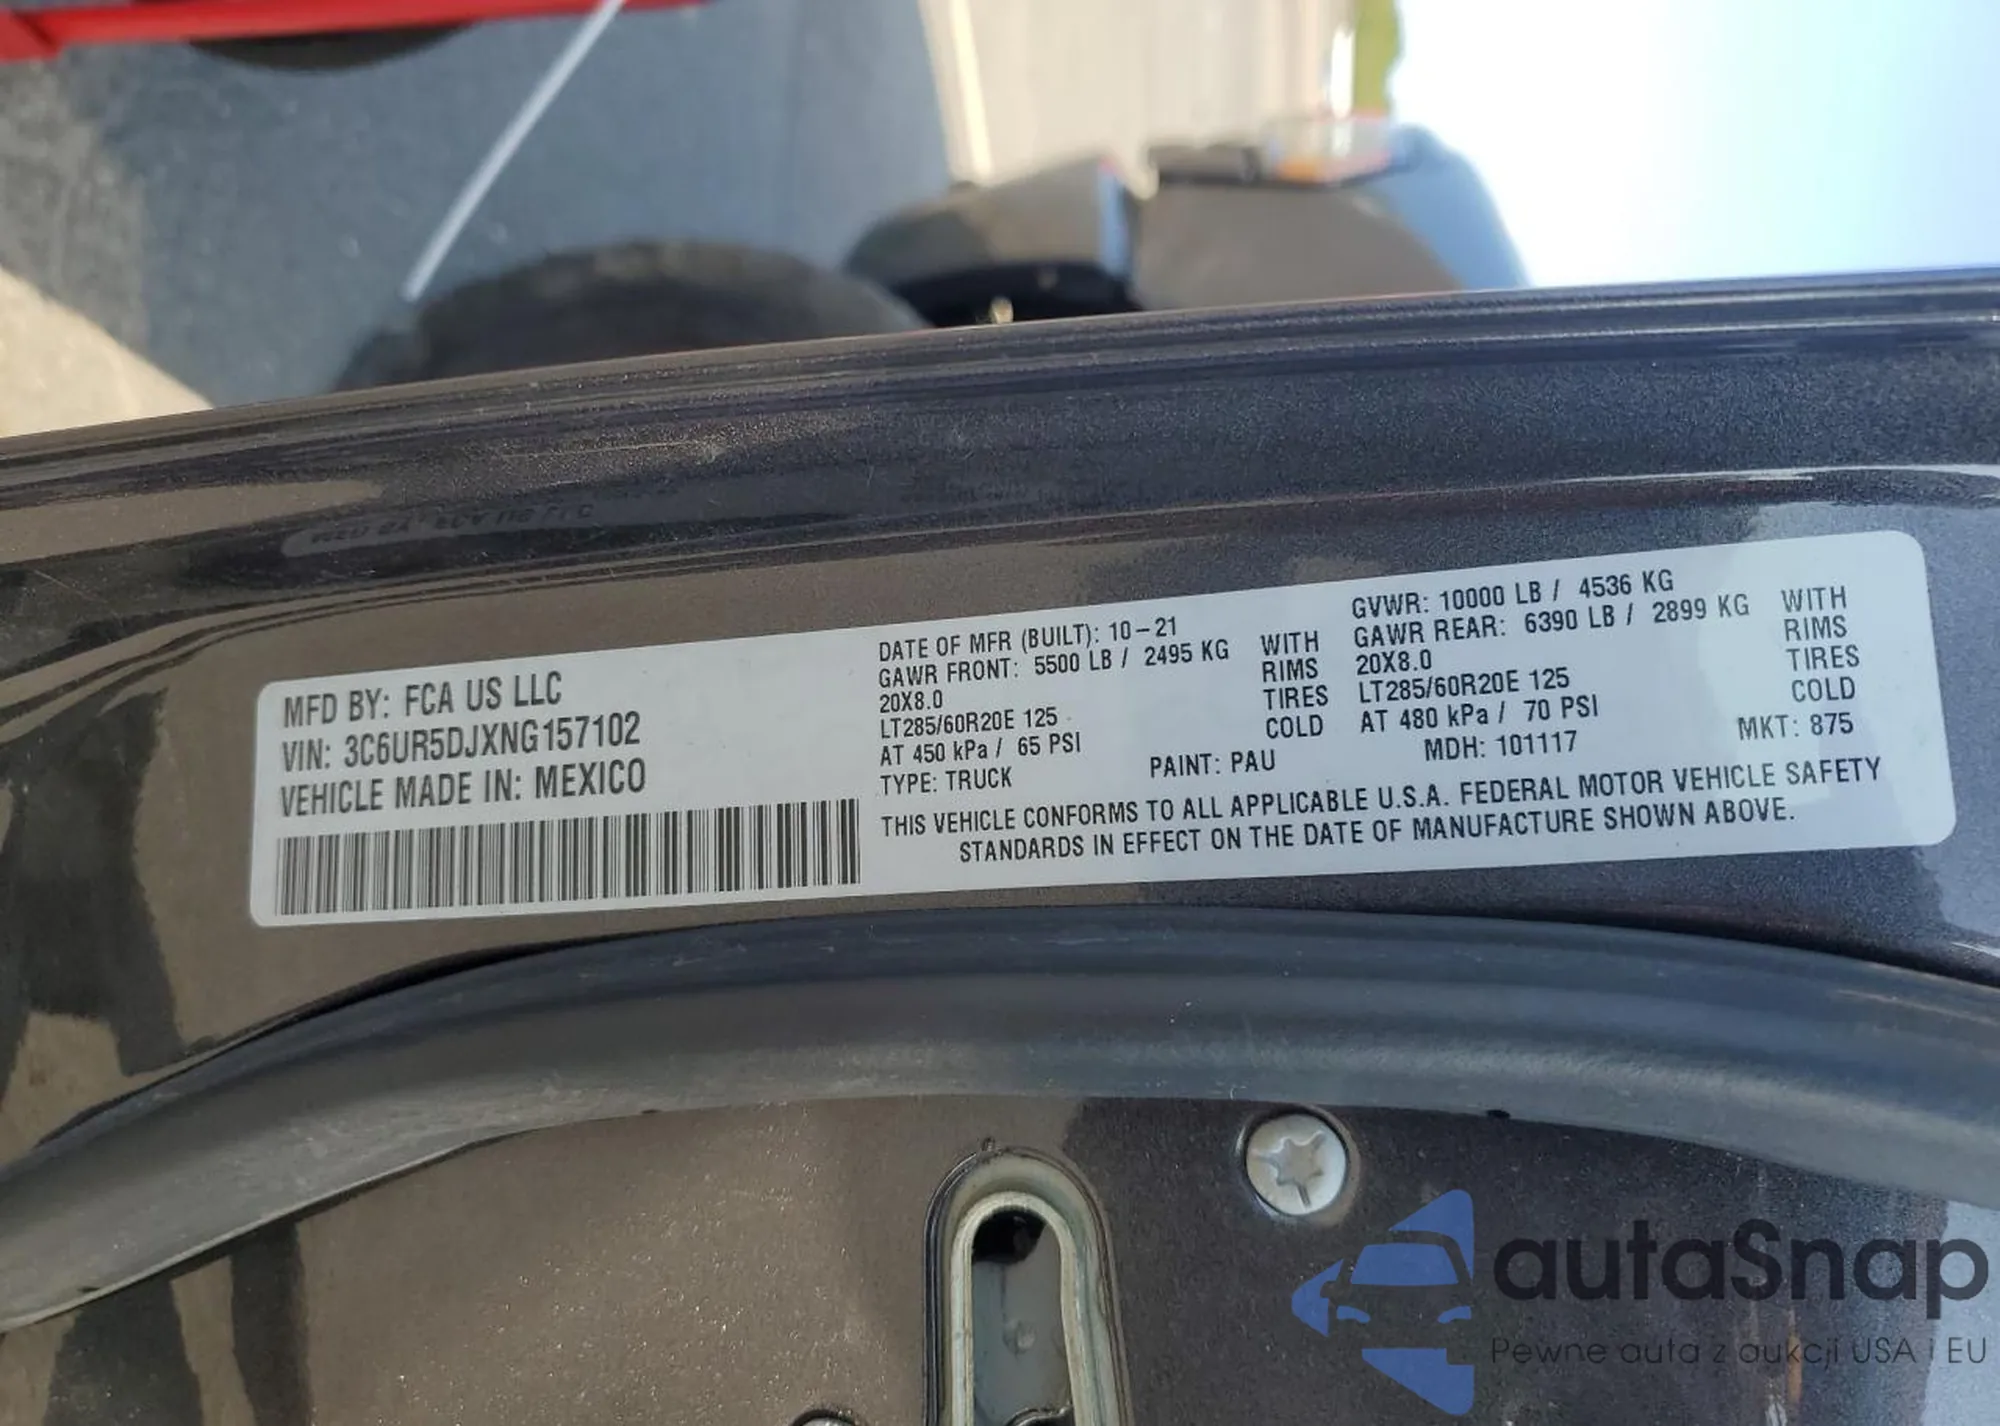 MFD BY: FCA US LLC
VIN: 3C6UR5DJXNG157102
VEHICLE MADE IN: MEXICO
DATE OF MFR (BUILT): 10-21
GAWR FRONT: 5500 LB / 2495 KG WITH
20X8.0 RIMS
LT285/60R20E 125 TIRES
AT 450 kPa / 65 PSI COLD
TYPE: TRUCK PAINT: PAU
GVWR: 10000 LB / 4536 KG
GAWR REAR: 6390 LB / 2899 KG WITH
20X8.0 RIMS
LT285/60R20E 125 TIRES
AT 480 kPa / 70 PSI COLD
MDH: 101117 MKT: 875
THIS VEHICLE CONFORMS TO ALL APPLICABLE U.S.A. FEDERAL MOTOR VEHICLE SAFETY
STANDARDS IN EFFECT ON THE DATE OF MANUFACTURE SHOWN ABOVE.
autaSnap
Pewne auta z aukcji USA i EU